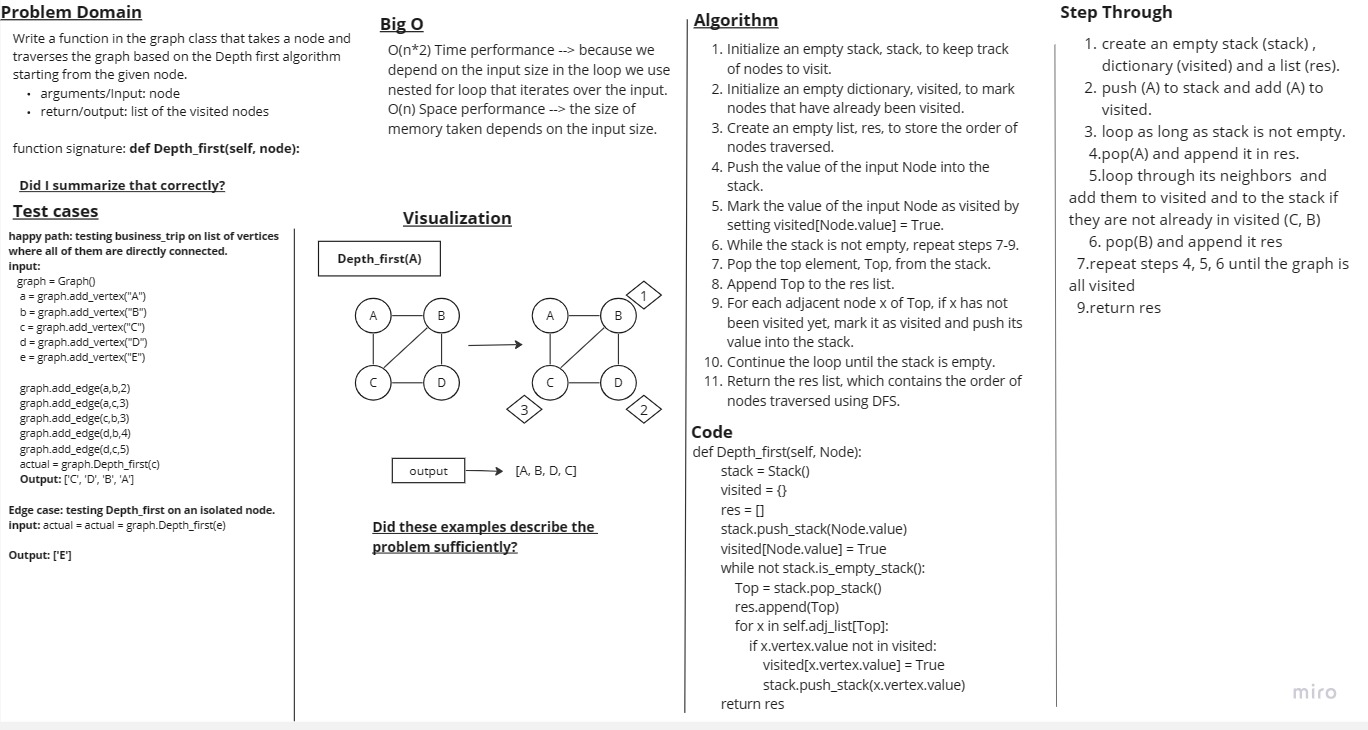 Problem Domain
Write a function in the graph class that takes a node and
traverses the graph based on the Depth first algorithm
starting from the given node.
• arguments/Input: node
• return/output: list of the visited nodes
function signature: def Depth_first(self, node):
Did I summarize that correctly?
Test cases
happy path: testing business_trip on list of vertices
where all of them are directly connected.
input:
graph = Graph()
a = graph.add_vertex("A")
b = graph.add_vertex("B")
c = graph.add_vertex("C")
d = graph.add_vertex("D")
e = graph.add_vertex("E")
graph.add_edge(a,b,2)
graph.add_edge(a,c,3)
graph.add_edge(c,b,3)
graph.add_edge(d,b,4)
graph.add_edge(d,c,5)
actual = graph.Depth_first(c)
Output: ['C', 'D', 'B', 'A']
Edge case: testing Depth_first on an isolated node.
input: actual = actual = graph.Depth_first(e)
Output: ['E']
Big O
O(n*2) Time performance --> because we
depend on the input size in the loop we use
nested for loop that iterates over the input.
O(n) Space performance --> the size of
memory taken depends on the input size.
Visualization
Depth_first(A)
A B A B 1
C D C D
3 2
output [A, B, D, C]
Did these examples describe the
problem sufficiently?
Algorithm
1. Initialize an empty stack, stack, to keep track
of nodes to visit.
2. Initialize an empty dictionary, visited, to mark
nodes that have already been visited.
3. Create an empty list, res, to store the order of
nodes traversed.
4. Push the value of the input Node into the
stack.
5. Mark the value of the input Node as visited by
setting visited[Node.value] = True.
6. While the stack is not empty, repeat steps 7-9.
7. Pop the top element, Top, from the stack.
8. Append Top to the res list.
9. For each adjacent node x of Top, if x has not
been visited yet, mark it as visited and push its
value into the stack.
10. Continue the loop until the stack is empty.
11. Return the res list, which contains the order of
nodes traversed using DFS.
Code
def Depth_first(self, Node):
stack = Stack()
visited = {}
res = []
stack.push_stack(Node.value)
visited[Node.value] = True
while not stack.is_empty_stack():
Top = stack.pop_stack()
res.append(Top)
for x in self.adj_list[Top]:
if x.vertex.value not in visited:
visited[x.vertex.value] = True
stack.push_stack(x.vertex.value)
return res
Step Through
1. create an empty stack (stack) ,
dictionary (visited) and a list (res).
2. push (A) to stack and add (A) to
visited.
3. loop as long as stack is not empty.
4.pop(A) and append it in res.
5.loop through its neighbors and
add them to visited and to the stack if
they are not already in visited (C, B)
6. pop(B) and append it res
7.repeat steps 4, 5, 6 until the graph is
all visited
9.return res
miro